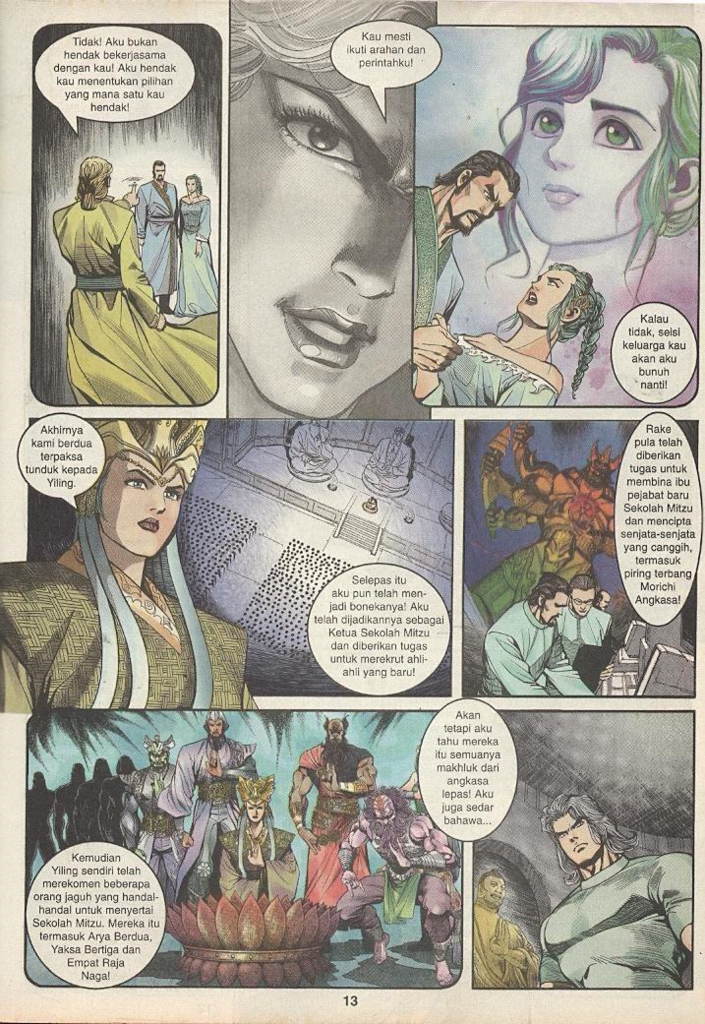 Tidak! Aku bukan
hendak bekerjasama
dengan kau! Aku hendak
kau menentukan pilihan
yang mana satu kau
hendak!
Kau mesti
ikuti arahan dan
perintahku!
Kalau
tidak, seisi
keluarga kau
akan aku
bunuh
nanti!
Akhirnya
kami berdua
terpaksa
tunduk kepada
Yiling.
Selepas itu
aku pun telah men-
jadi bonekanya! Aku
telah dijadikannya sebagai
Ketua Sekolah Mitzu
dan diberikan tugas
untuk merekrut ahli-
ahli yang baru!
Rake
pula telah
diberikan
tugas untuk
membina ibu
pejabat baru
Sekolah Mitzu
dan mencipta
senjata-senjata
yang canggih,
termasuk
piring terbang
Morichi
Angkasa!
Kemudian
Yiling sendiri telah
merekomen beberapa
orang jaguh yang handal-
handal untuk menyertai
Sekolah Mitzu. Mereka itu
termasuk Arya Berdua,
Yaksa Bertiga dan
Empat Raja
Naga!
Akan
tetapi aku
tahu mereka
itu semuanya
makhluk dari
angkasa
lepas! Aku
juga sedar
bahawa...
13